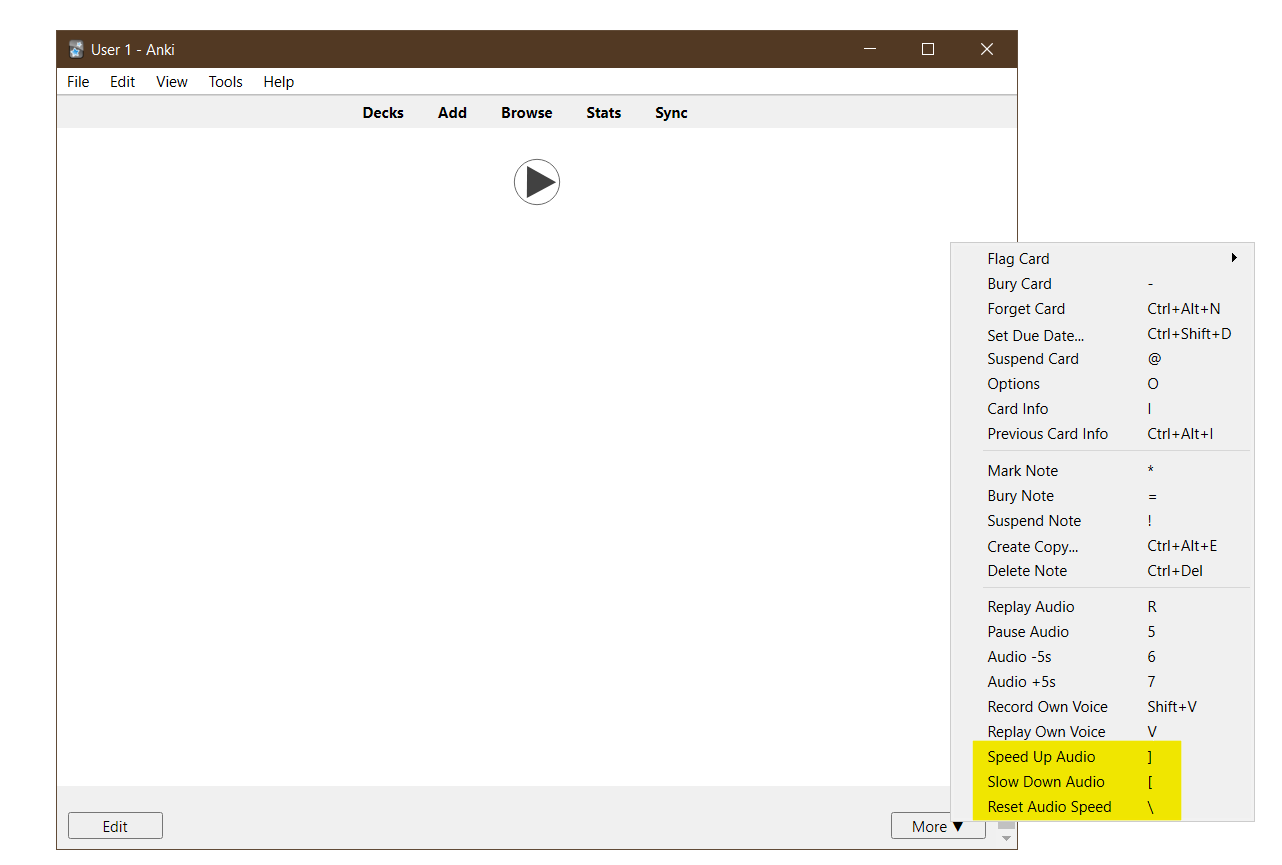 User 1 - Anki
File Edit View Tools Help
Decks Add Browse Stats Sync
Flag Card
Bury Card -
Forget Card Ctrl+Alt+N
Set Due Date... Ctrl+Shift+D
Suspend Card @
Options O
Card Info I
Previous Card Info Ctrl+Alt+I
Mark Note *
Bury Note =
Suspend Note !
Create Copy... Ctrl+Alt+E
Delete Note Ctrl+Del
Replay Audio R
Pause Audio 5
Audio -5s 6
Audio +5s 7
Record Own Voice Shift+V
Replay Own Voice V
Speed Up Audio ]
Slow Down Audio [
Reset Audio Speed \
Edit More ▼